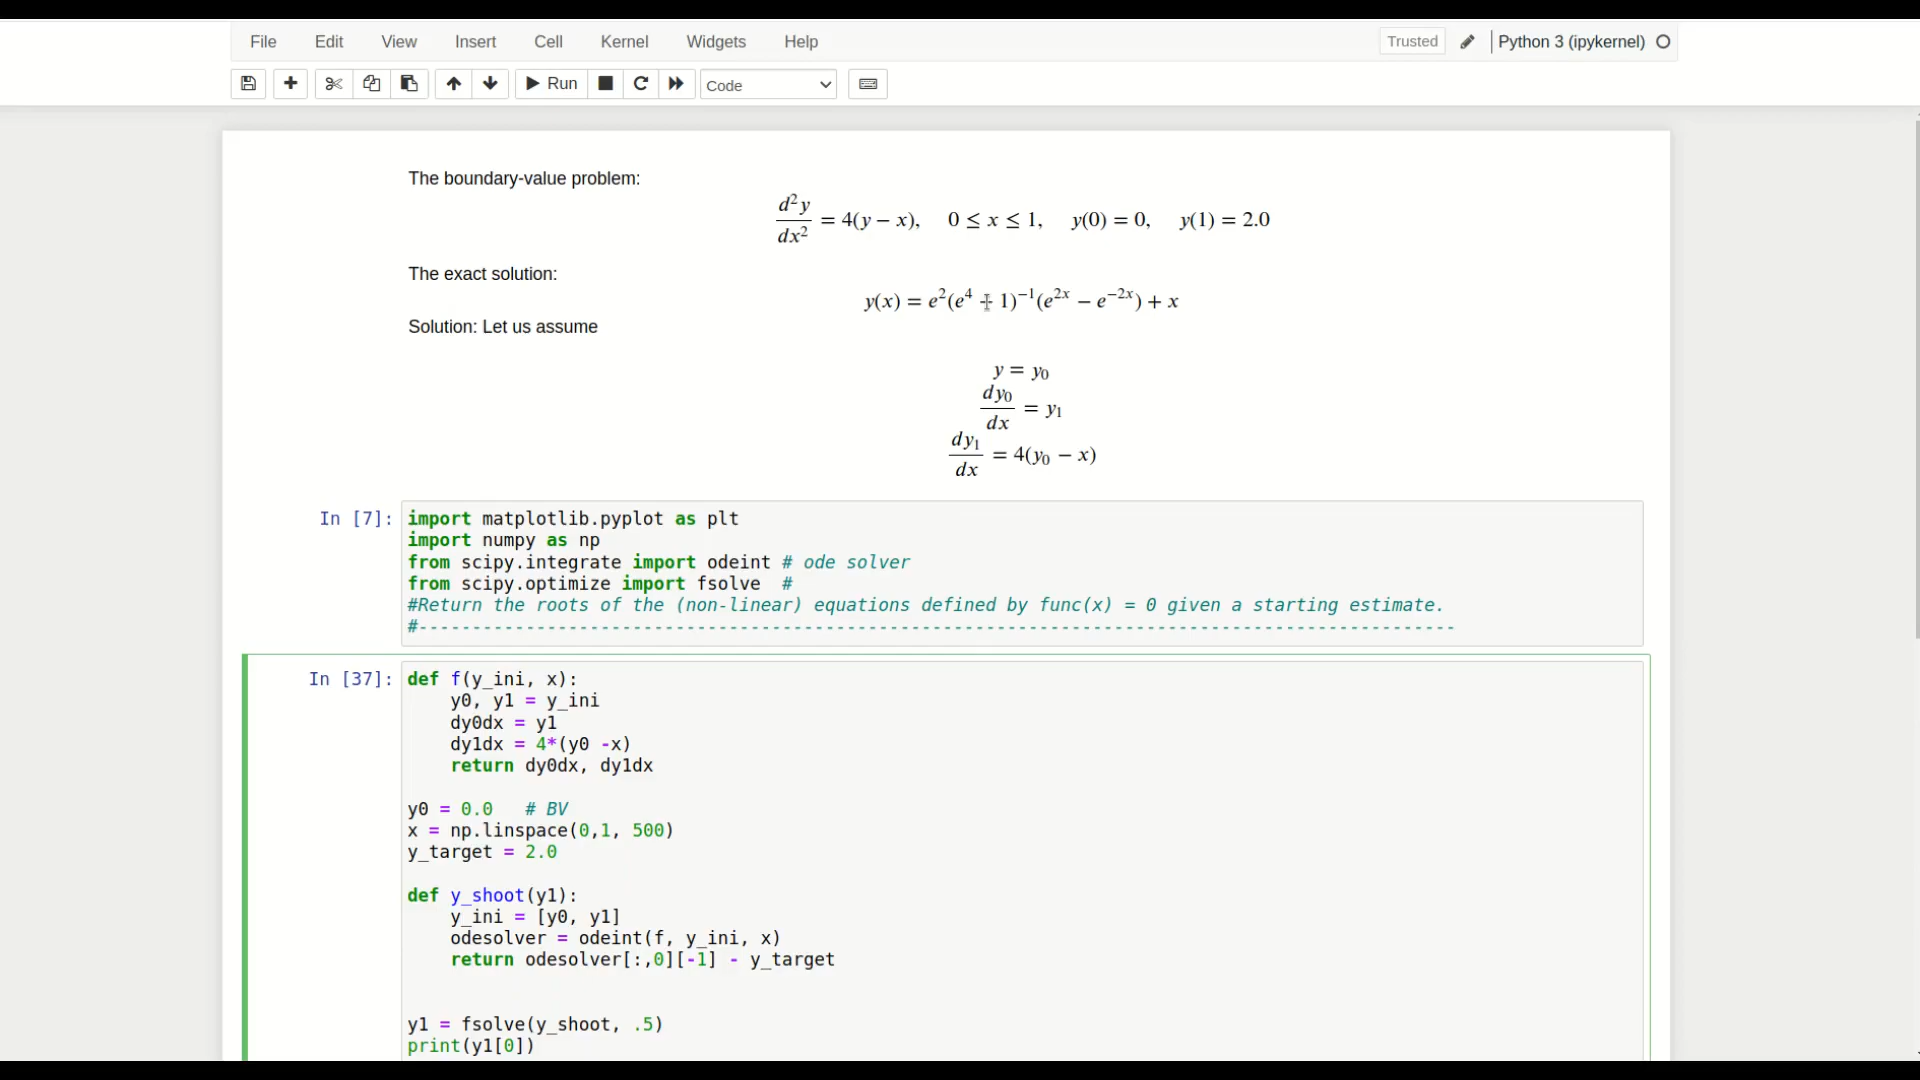 File Edit View Insert Cell Kernel Widgets Help Trusted Python 3 (ipykernel)
Run Code
The boundary-value problem:
d²y/dx² = 4(y − x), 0 ≤ x ≤ 1, y(0) = 0, y(1) = 2.0
The exact solution:
y(x) = e²(e⁴ − 1)⁻¹(e²ˣ − e⁻²ˣ) + x
Solution: Let us assume
y = y₀
dy₀/dx = y₁
dy₁/dx = 4(y₀ − x)
In [7]:
import matplotlib.pyplot as plt
import numpy as np
from scipy.integrate import odeint # ode solver
from scipy.optimize import fsolve  #
#Return the roots of the (non-linear) equations defined by func(x) = 0 given a starting estimate.
#-------------------------------------------------------------------------------------------------
In [37]:
def f(y_ini, x):
    y0, y1 = y_ini
    dy0dx = y1
    dy1dx = 4*(y0 -x)
    return dy0dx, dy1dx
y0 = 0.0   # BV
x = np.linspace(0,1, 500)
y_target = 2.0
def y_shoot(y1):
    y_ini = [y0, y1]
    odesolver = odeint(f, y_ini, x)
    return odesolver[:,0][-1] - y_target
y1 = fsolve(y_shoot, .5)
print(y1[0])